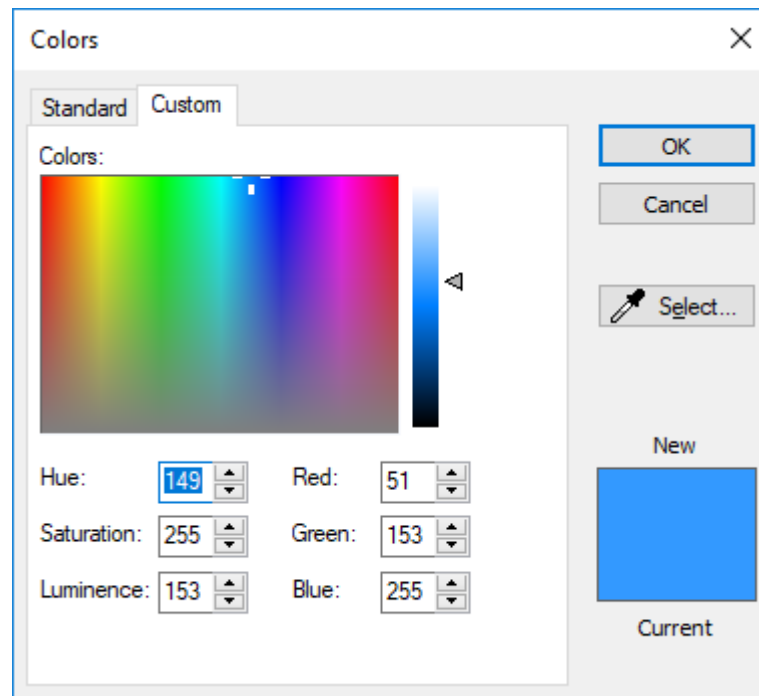 Colors
Standard
Custom
Colors:
OK
Cancel
Select...
Hue: 149 Red: 51
Saturation: 255 Green: 153
Luminence: 153 Blue: 255
New
Current